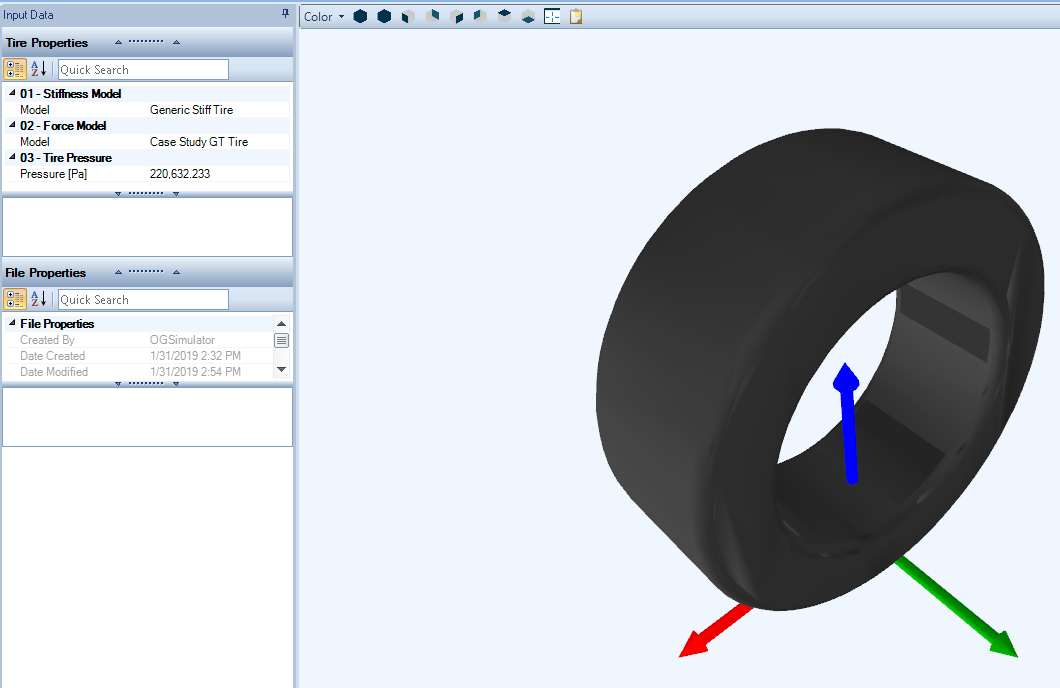 Input Data
Color
Tire Properties
A Z
Quick Search
01 - Stiffness Model
Model Generic Stiff Tire
02 - Force Model
Model Case Study GT Tire
03 - Tire Pressure
Pressure [Pa] 220,632.233
File Properties
A Z
Quick Search
File Properties
Created By OGSimulator
Date Created 1/31/2019 2:32 PM
Date Modified 1/31/2019 2:54 PM